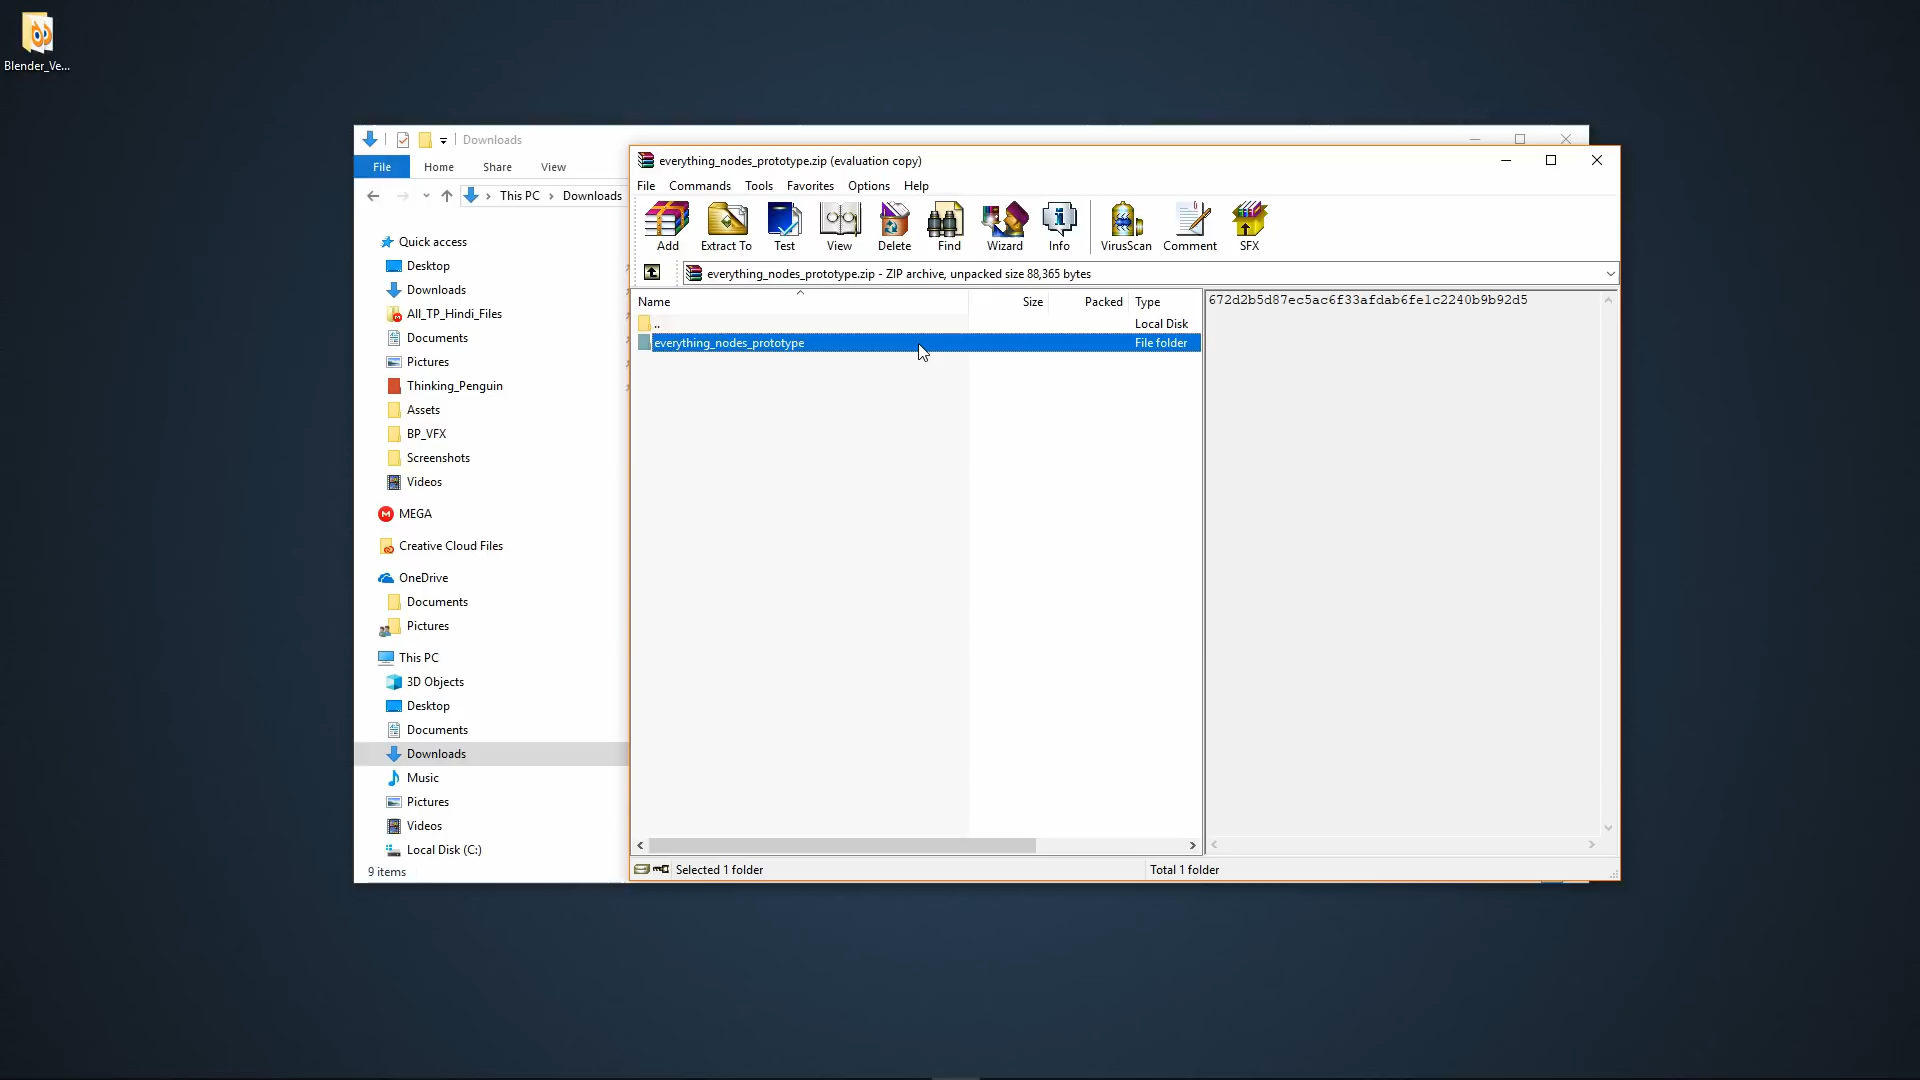 Blender_Ve...
Downloads
File Home Share View
This PC > Downloads
Quick access
Desktop
Downloads
All_TP_Hindi_Files
Documents
Pictures
Thinking_Penguin
Assets
BP_VFX
Screenshots
Videos
MEGA
Creative Cloud Files
OneDrive
Documents
Pictures
This PC
3D Objects
Desktop
Documents
Downloads
Music
Pictures
Videos
Local Disk (C:)
9 items
everything_nodes_prototype.zip (evaluation copy)
File Commands Tools Favorites Options Help
Add Extract To Test View Delete Find Wizard Info VirusScan Comment SFX
everything_nodes_prototype.zip - ZIP archive, unpacked size 88,365 bytes
Name Size Packed Type
.. Local Disk
everything_nodes_prototype File folder
672d2b5d87ec5ac6f33afdab6fe1c2240b9b92d5
Selected 1 folder
Total 1 folder